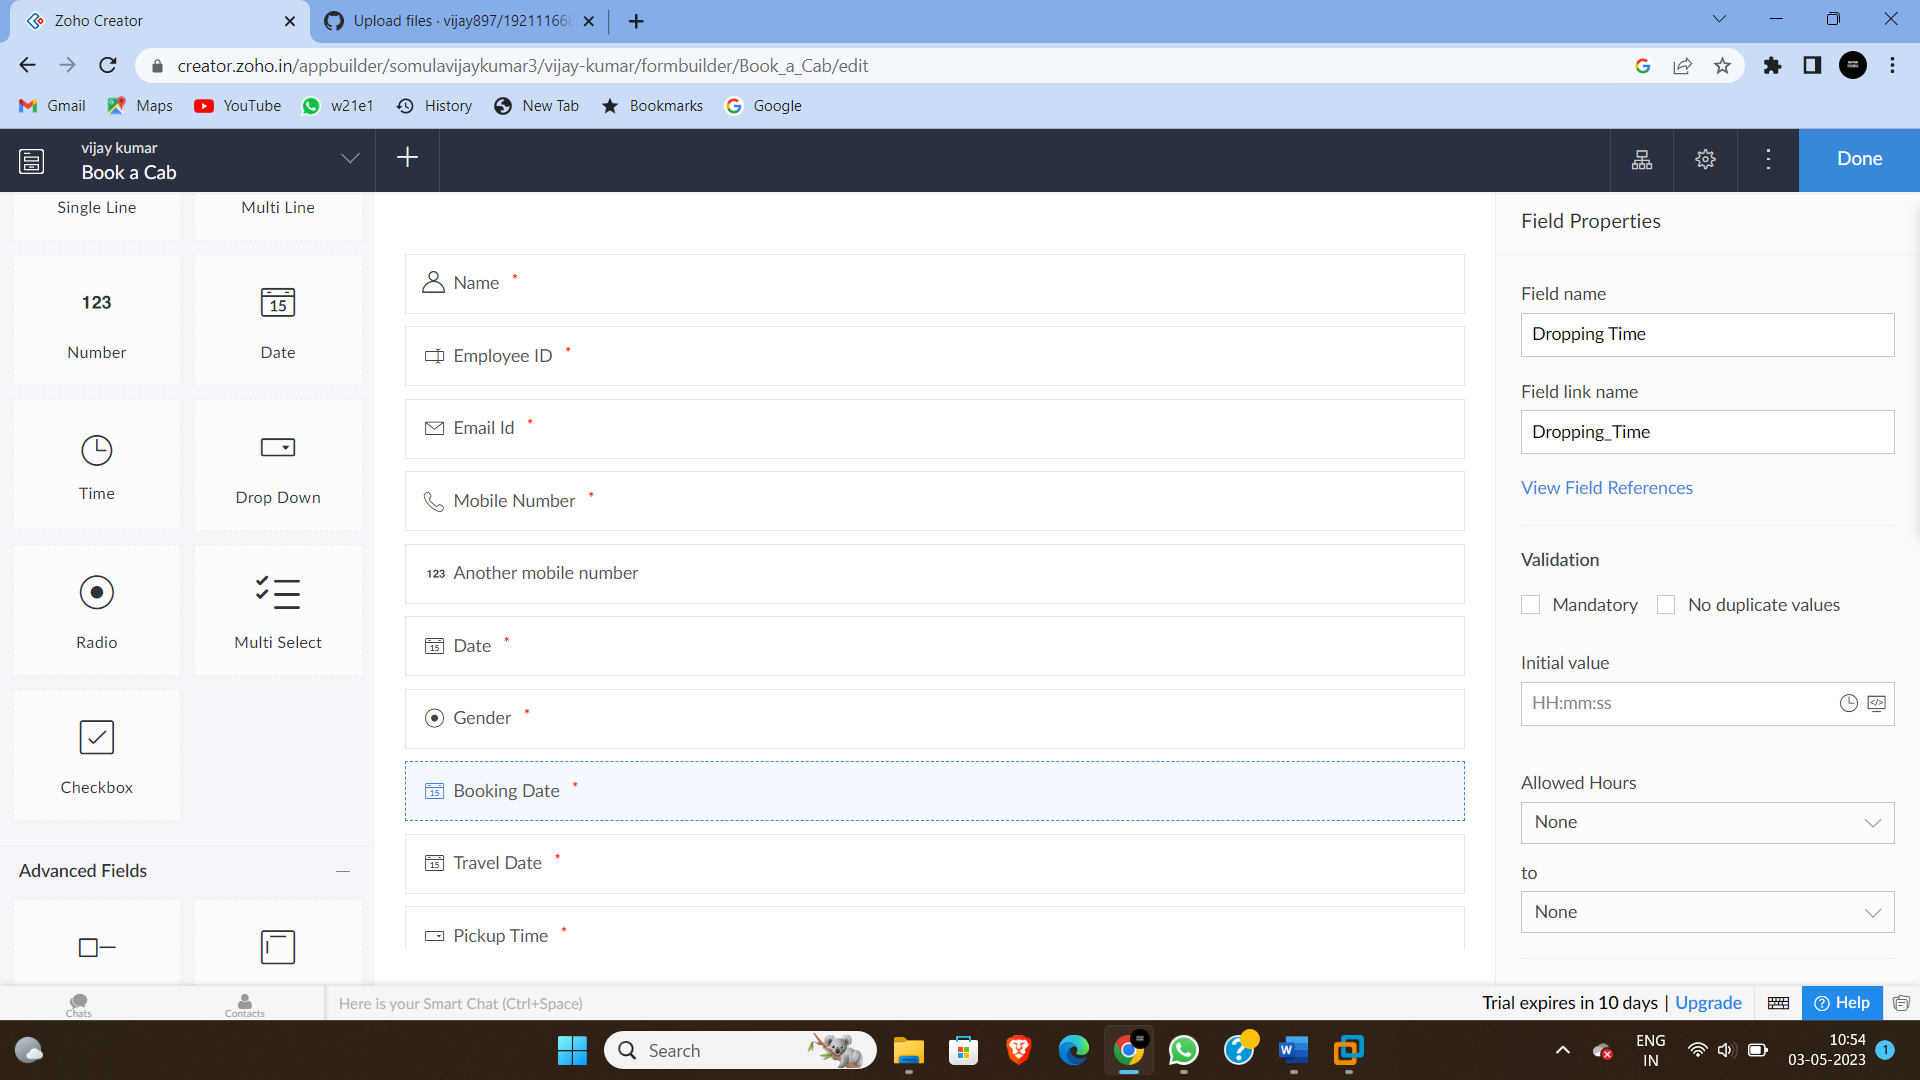 Zoho Creator
Upload files · vijay897/19211166
creator.zoho.in/appbuilder/somulavijaykumar3/vijay-kumar/formbuilder/Book_a_Cab/edit
Gmail Maps YouTube w21e1 History New Tab Bookmarks Google
vijay kumar
Book a Cab
Done
Single Line Multi Line
123
15
Number Date
Time Drop Down
Radio Multi Select
Checkbox
Advanced Fields
Name *
Employee ID *
Email Id *
Mobile Number *
123 Another mobile number
15 Date *
Gender *
15 Booking Date *
15 Travel Date *
Pickup Time *
Field Properties
Field name
Dropping Time
Field link name
Dropping_Time
View Field References
Validation
Mandatory No duplicate values
Initial value
HH:mm:ss
Allowed Hours
None
to
None
Chats Contacts Here is your Smart Chat (Ctrl+Space) Trial expires in 10 days | Upgrade Help
Search
ENG
IN
10:54
03-05-2023
1